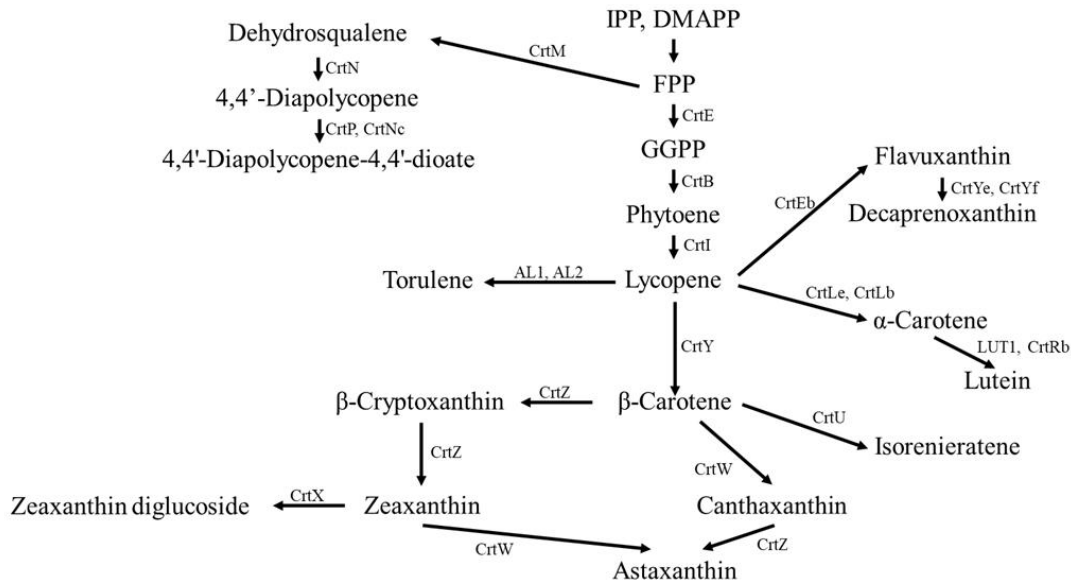 IPP, DMAPP
Dehydrosqualene
CrtM
CrtN
FPP
4,4’-Diapolycopene
CrtE
CrtP, CrtNc
GGPP
4,4'-Diapolycopene-4,4'-dioate
Flavuxanthin
CrtB
CrtYe, CrtYf
CrtEb
Phytoene
Decaprenoxanthin
CrtI
AL1, AL2
Torulene
Lycopene
CrtLe, CrtLb
α-Carotene
CrtY
LUT1, CrtRb
Lutein
β-Cryptoxanthin
CrtZ
β-Carotene
CrtU
Isorenieratene
CrtZ
CrtW
CrtX
Zeaxanthin diglucoside
Zeaxanthin
Canthaxanthin
CrtW
CrtZ
Astaxanthin